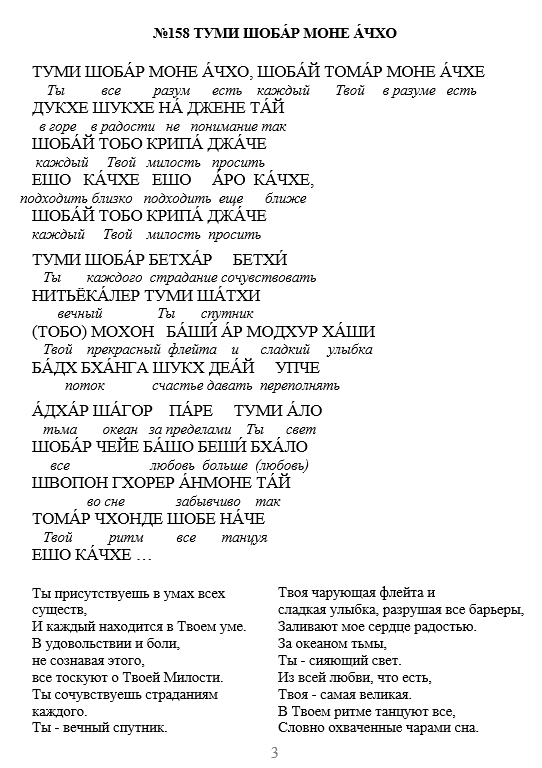 №158 ТУМИ ШОБА́Р МОНЕ А́ЧХО
ТУМИ ШОБА́Р МОНЕ А́ЧХО, ШОБА́Й ТОМА́Р МОНЕ А́ЧХЕ
Ты все разум есть каждый Твой в разуме есть
ДУКХЕ ШУКХЕ НА́ ДЖЕНЕ ТА́Й
в горе в радости не понимание так
ШОБА́Й ТОБО КРИПА́ ДЖА́ЧЕ
каждый Твой милость просить
ЕШО КА́ЧХЕ ЕШО А́РО КА́ЧХЕ,
подходить близко подходить еще ближе
ШОБА́Й ТОБО КРИПА́ ДЖА́ЧЕ
каждый Твой милость просить
ТУМИ ШОБА́Р БЕТХА́Р БЕТХИ́
Ты каждого страдание сочувствовать
НИТЬЁКА́ЛЕР ТУМИ ША́ТХИ
вечный Ты спутник
(ТОБО) МОХОН БА́ШИ́ А́Р МОДХУР ХА́ШИ
Твой прекрасный флейта и сладкий улыбка
БА́ДХ БХА́НГА ШУКХ ДЕА́Й УПЧЕ
поток счастье давать переполнять
А́ДХА́Р ША́ГОР ПА́РЕ ТУМИ А́ЛО
тьма океан за пределами Ты свет
ШОБА́Р ЧЕЙЕ БА́ШО БЕШИ́ БХА́ЛО
все любовь больше (любовь)
ШВОПОН ГХОРЕР А́НМОНЕ ТА́Й
во сне забывчиво так
ТОМА́Р ЧХОНДЕ ШОБЕ НА́ЧЕ
Твой ритм все танцуя
ЕШО КА́ЧХЕ …
Ты присутствуешь в умах всех
существ,
И каждый находится в Твоем уме.
В удовольствии и боли,
не сознавая этого,
все тоскуют о Твоей Милости.
Ты сочувствуешь страданиям
каждого.
Ты - вечный спутник.
Твоя чарующая флейта и
сладкая улыбка, разрушая все барьеры,
Заливают мое сердце радостью.
За океаном тьмы,
Ты - сияющий свет.
Из всей любви, что есть,
Твоя - самая великая.
В Твоем ритме танцуют все,
Словно охваченные чарами сна.
3